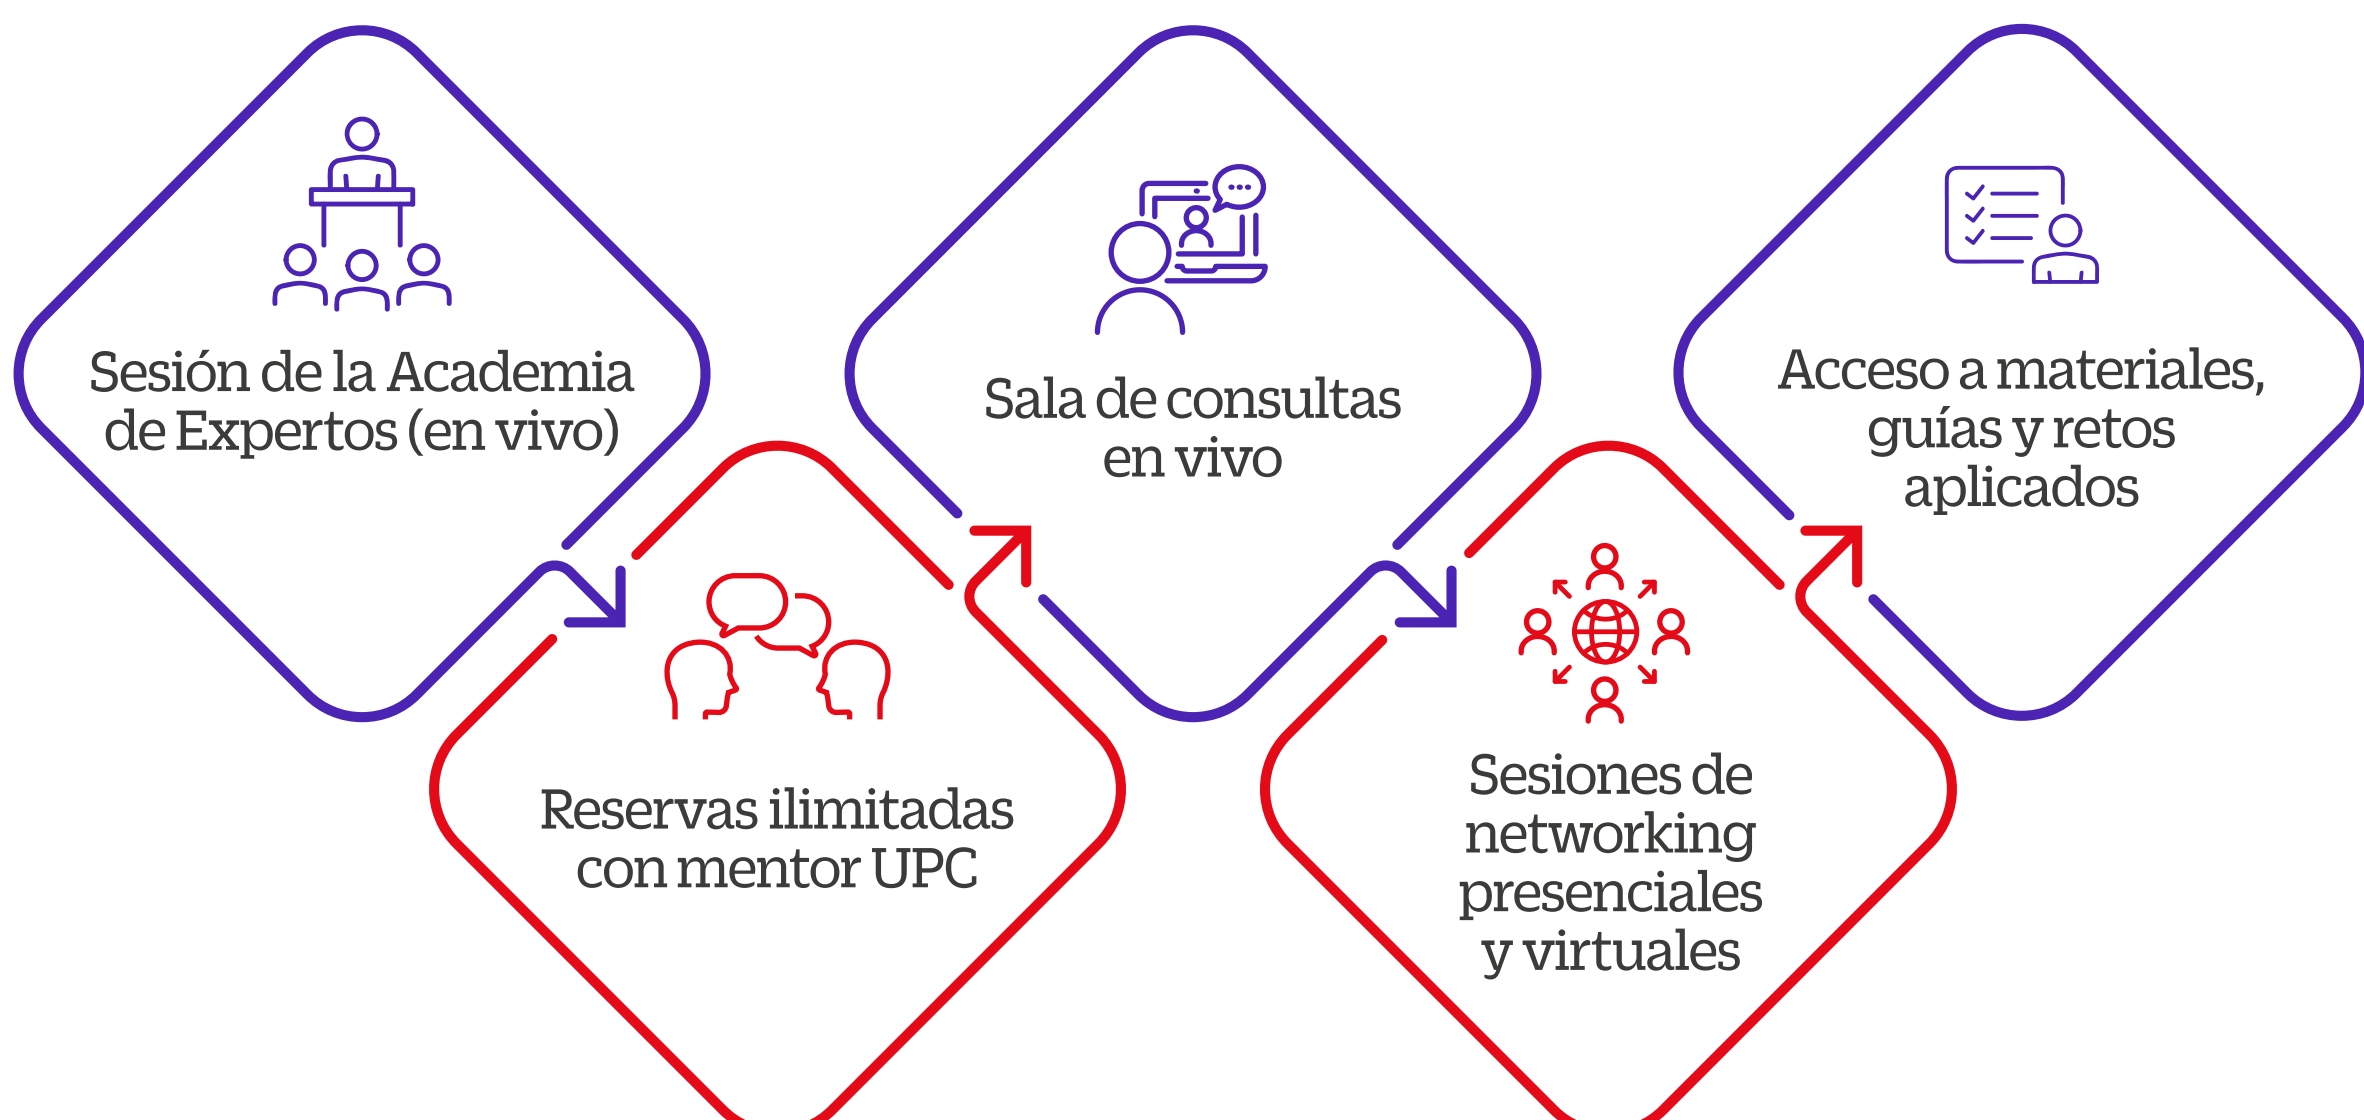 Sesión de la Academia
de Expertos (en vivo)
Reservas ilimitadas
con mentor UPC
Sala de consultas
en vivo
Sesiones de
networking
presenciales
y virtuales
Acceso a materiales,
guías y retos
aplicados